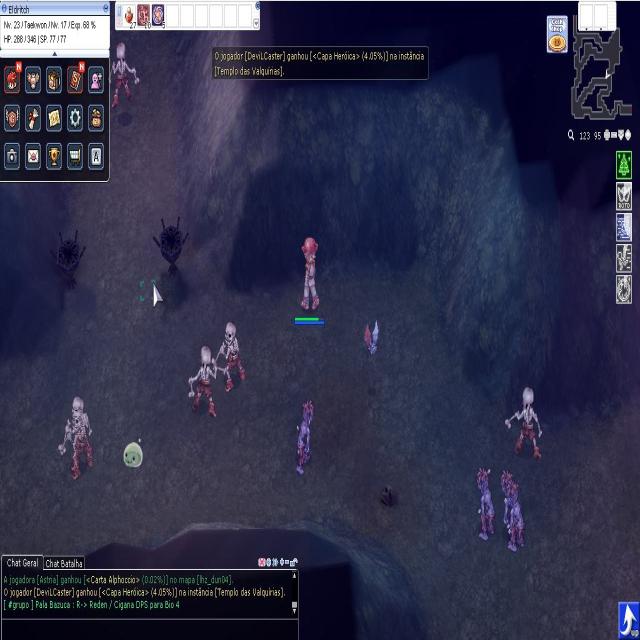 Eldritch
Nv. 23 / Taekwon / Nv. 17 / Exp. 68 %
HP. 288 / 346 | SP. 77 / 77
27
O jogador [DeviLCaster] ganhou [<Capa Heróica> (4.05%)] na instância
[Templo das Valquírias].
123 95
Chat Geral
Chat Batalha
A jogadora [Astria] ganhou [<Carta Alphoccio> (0.02%)] no mapa [lhz_dun04].
O jogador [DeviLCaster] ganhou [<Capa Heróica> (4.05%)] na instância [Templo das Valquírias].
[ #grupo ] Pala Bazuca : R-> Reden / Cigana DPS para Bio 4